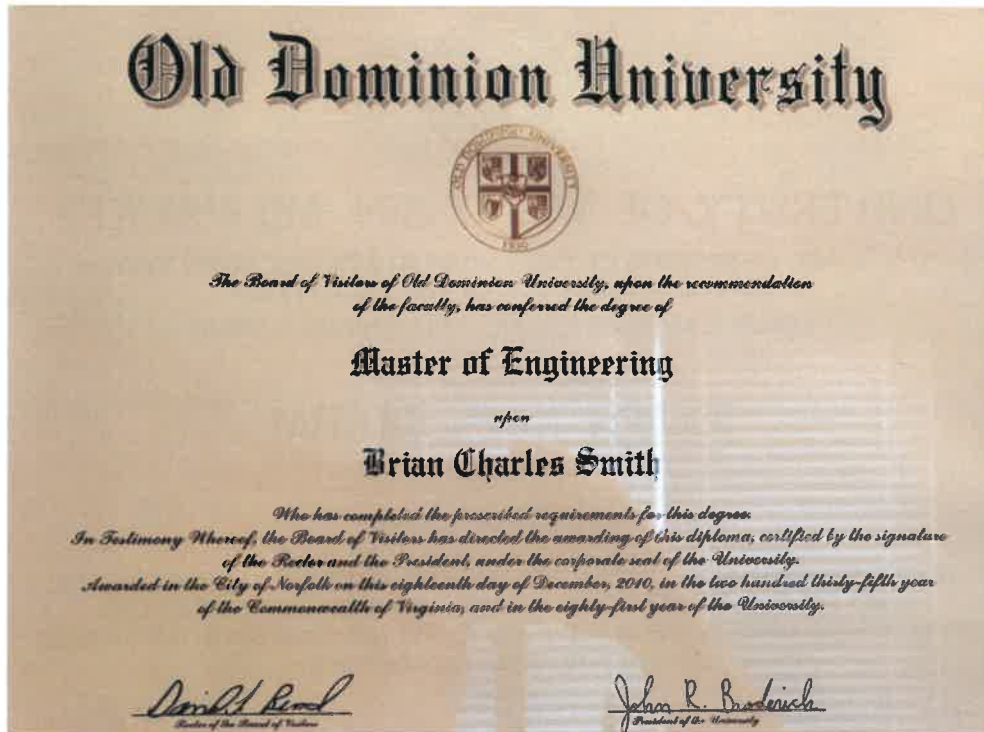 Old Dominion University
OLD DOMINION UNIVERSITY
1930
The Board of Visitors of Old Dominion University, upon the recommendation
of the faculty, has conferred the degree of
Master of Engineering
upon
Brian Charles Smith
Who has completed the prescribed requirements for this degree.
In Testimony Whereof, the Board of Visitors has directed the awarding of this diploma, certified by the signature
of the Rector and the President, under the corporate seal of the University.
Awarded in the City of Norfolk on this eighteenth day of December, 2010, in the two hundred thirty-fifth year
of the Commonwealth of Virginia, and in the eighty-first year of the University.
John R. Broderick
Rector of the Board of Visitors
President of the University